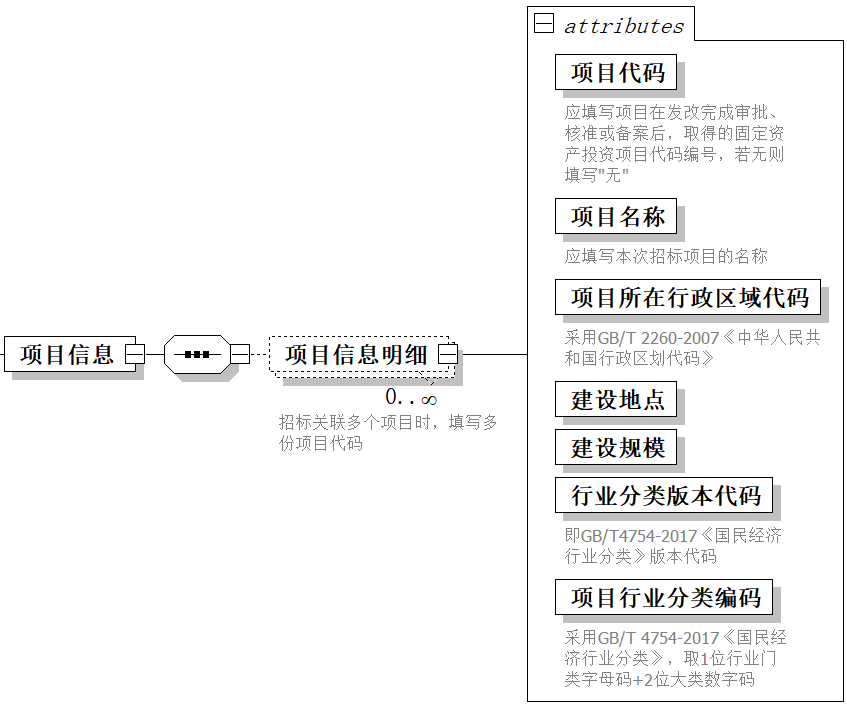 attributes
项目代码
应填写项目在发改完成审批、
核准或备案后，取得的固定资
产投资项目代码编号，若无则
填写"无"
项目名称
应填写本次招标项目的名称
项目所在行政区域代码
采用GB/T 2260-2007《中华人民共
和国行政区划代码》
项目信息
项目信息明细
0..∞
招标关联多个项目时，填写多
份项目代码
建设地点
建设规模
行业分类版本代码
即GB/T4754-2017《国民经济
行业分类》版本代码
项目行业分类编码
采用GB/T 4754-2017《国民经
济行业分类》，取1位行业门
类字母码+2位大类数字码